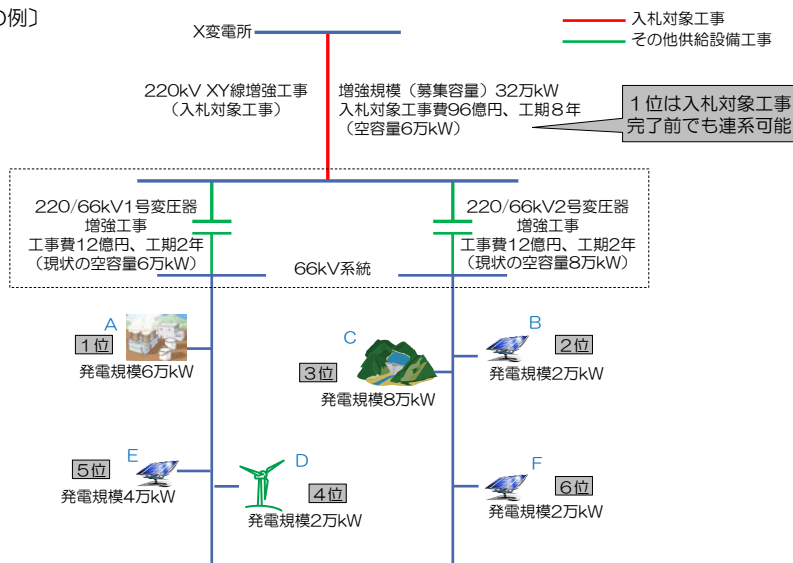 の例〕
X変電所
入札対象工事
その他供給設備工事
220kV XY線増強工事
（入札対象工事）
増強規模（募集容量）32万kW
入札対象工事費96億円、工期８年
（空容量6万kW）
１位は入札対象工事
完了前でも連系可能
220/66kV1号変圧器
増強工事
工事費12億円、工期2年
（現状の空容量6万kW）
220/66kV2号変圧器
増強工事
工事費12億円、工期2年
（現状の空容量8万kW）
66kV系統
A
1位
発電規模6万kW
C
3位
発電規模8万kW
B
2位
発電規模2万kW
E
5位
発電規模4万kW
D
4位
発電規模2万kW
F
6位
発電規模2万kW